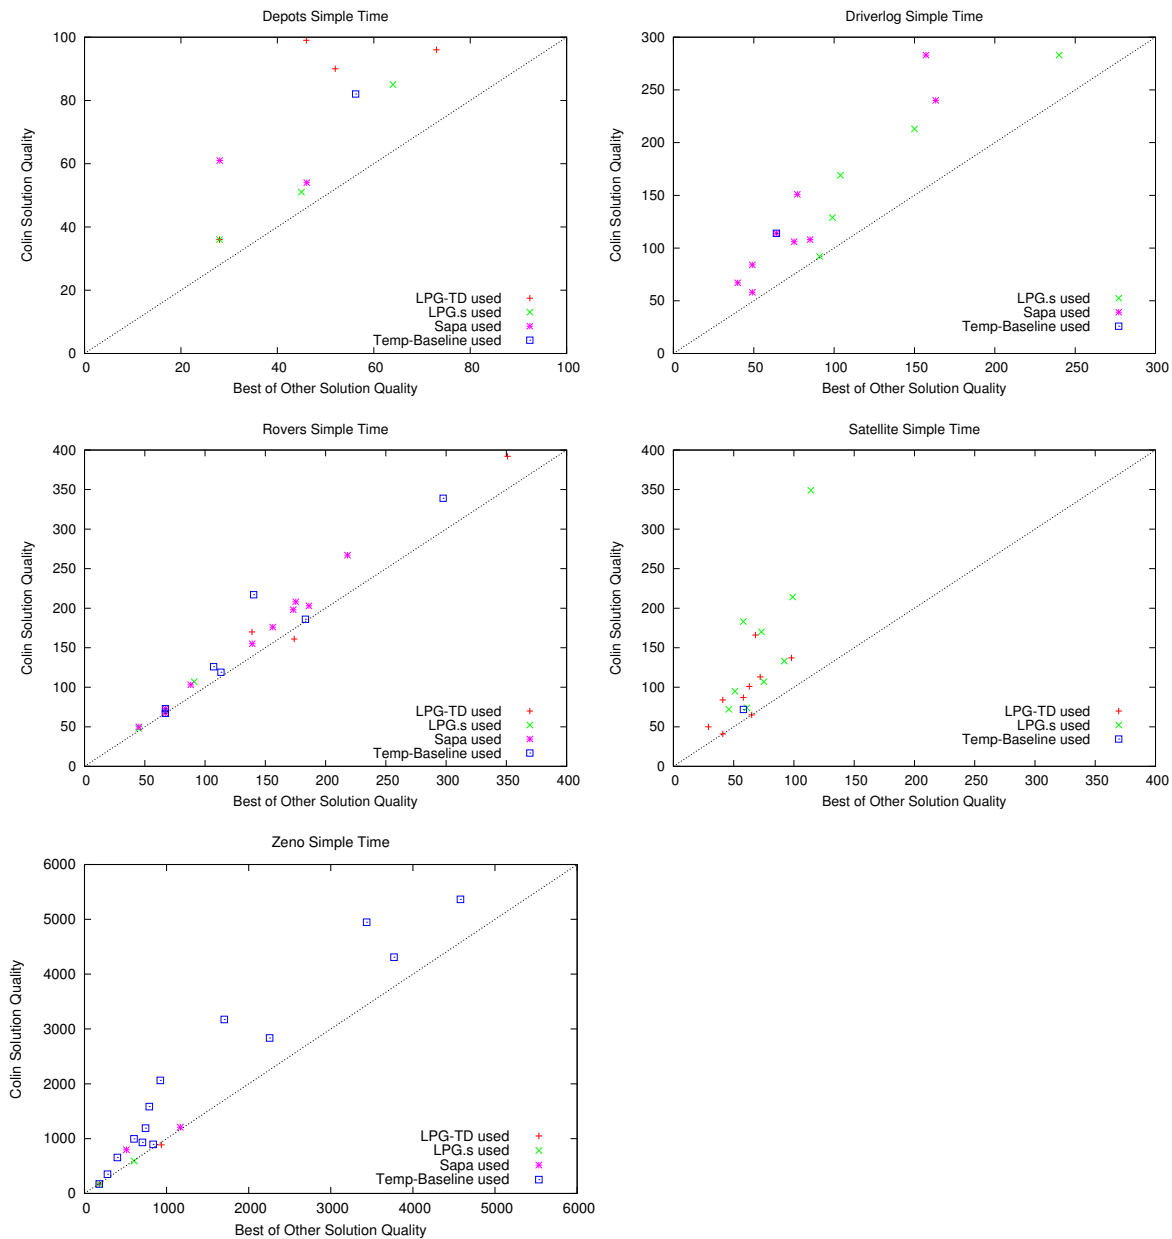 Depots Simple Time
100
80
60
40
20
0
0 20 40 60 80 100
Colin Solution Quality
Best of Other Solution Quality
LPG-TD used
LPG.s used
Sapa used
Temp-Baseline used
Driverlog Simple Time
300
250
200
150
100
50
0
0 50 100 150 200 250 300
Colin Solution Quality
Best of Other Solution Quality
LPG.s used
Sapa used
Temp-Baseline used
Rovers Simple Time
400
350
300
250
200
150
100
50
0
0 50 100 150 200 250 300 350 400
Colin Solution Quality
Best of Other Solution Quality
LPG-TD used
LPG.s used
Sapa used
Temp-Baseline used
Satellite Simple Time
400
350
300
250
200
150
100
50
0
0 50 100 150 200 250 300 350 400
Colin Solution Quality
Best of Other Solution Quality
LPG-TD used
LPG.s used
Temp-Baseline used
Zeno Simple Time
6000
5000
4000
3000
2000
1000
0
0 1000 2000 3000 4000 5000 6000
Colin Solution Quality
Best of Other Solution Quality
LPG-TD used
LPG.s used
Sapa used
Temp-Baseline used